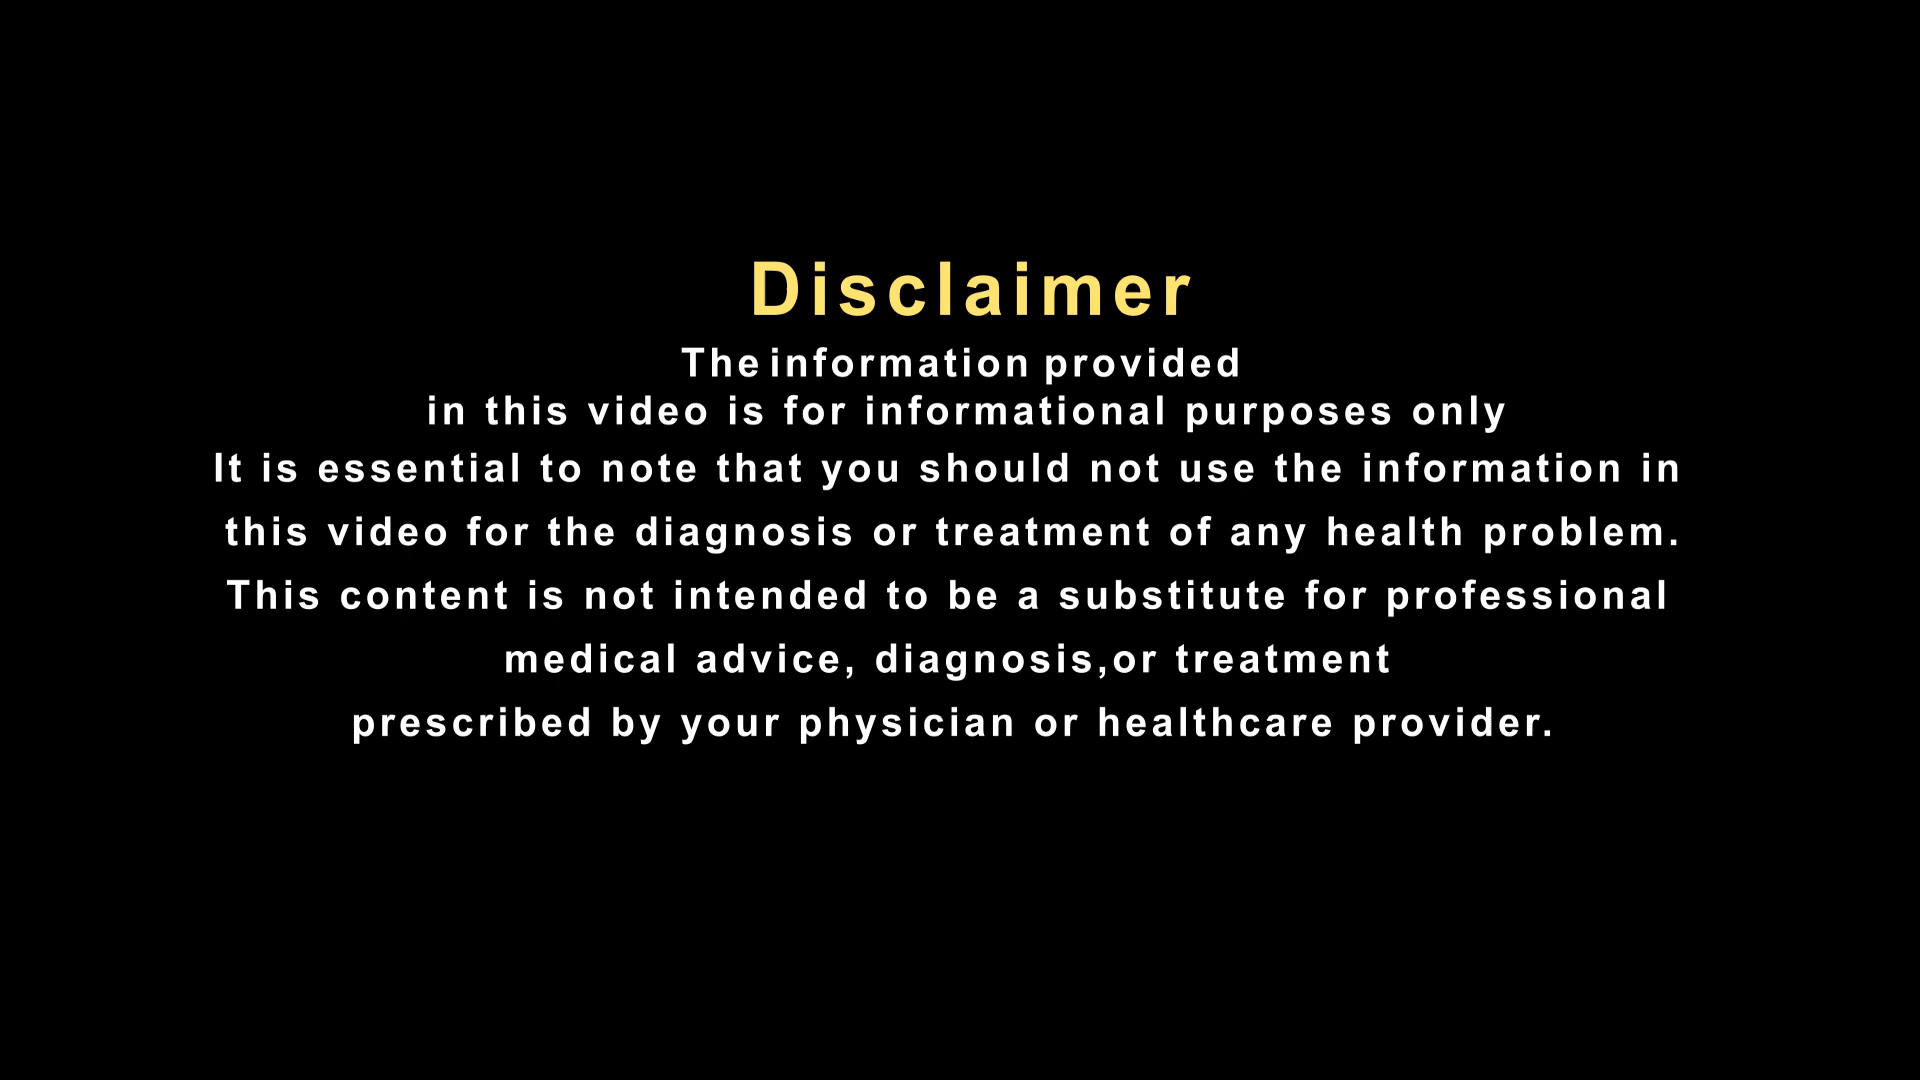 Disclaimer
The information provided
in this video is for informational purposes only
It is essential to note that you should not use the information in
this video for the diagnosis or treatment of any health problem.
This content is not intended to be a substitute for professional
medical advice, diagnosis,or treatment
prescribed by your physician or healthcare provider.